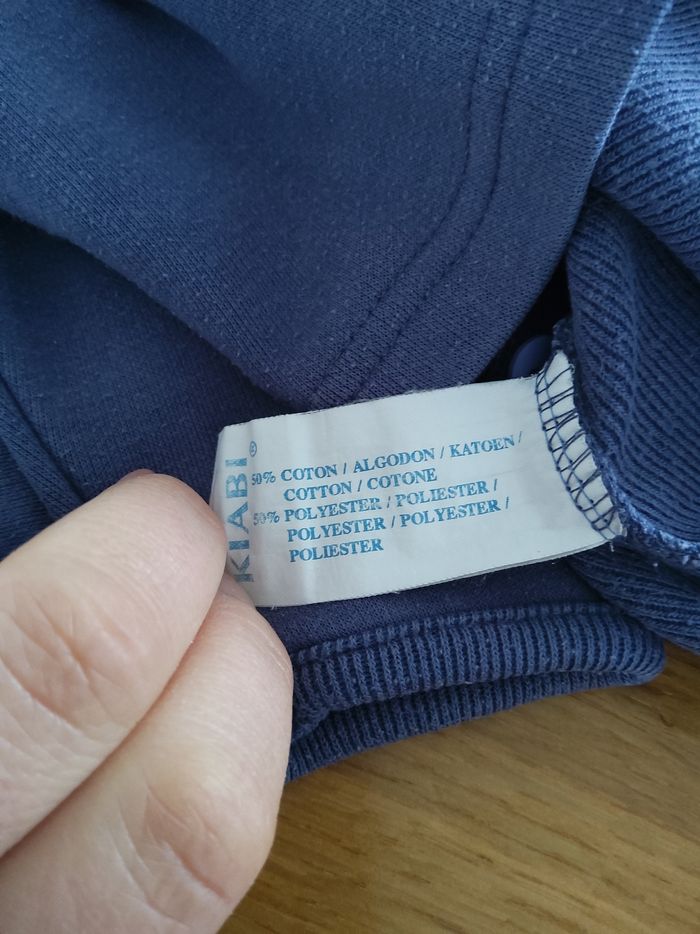 KIABI®
50% COTON / ALGODON / KATOEN /
COTTON / COTONE
50% POLYESTER / POLIESTER /
POLYESTER / POLYESTER /
POLIESTER